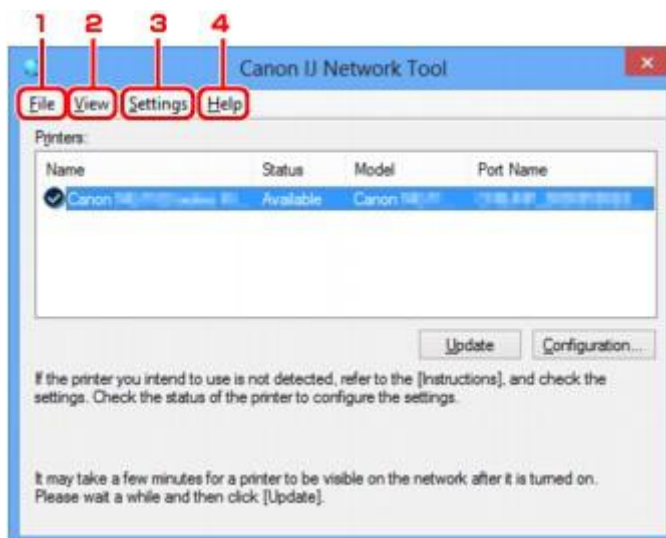 1 2 3 4
Canon IJ Network Tool
File View Settings Help
Printers:
Name Status Model Port Name
Canon Available Canon
Update Configuration...
If the printer you intend to use is not detected, refer to the [Instructions], and check the
settings. Check the status of the printer to configure the settings.
It may take a few minutes for a printer to be visible on the network after it is turned on.
Please wait a while and then click [Update].